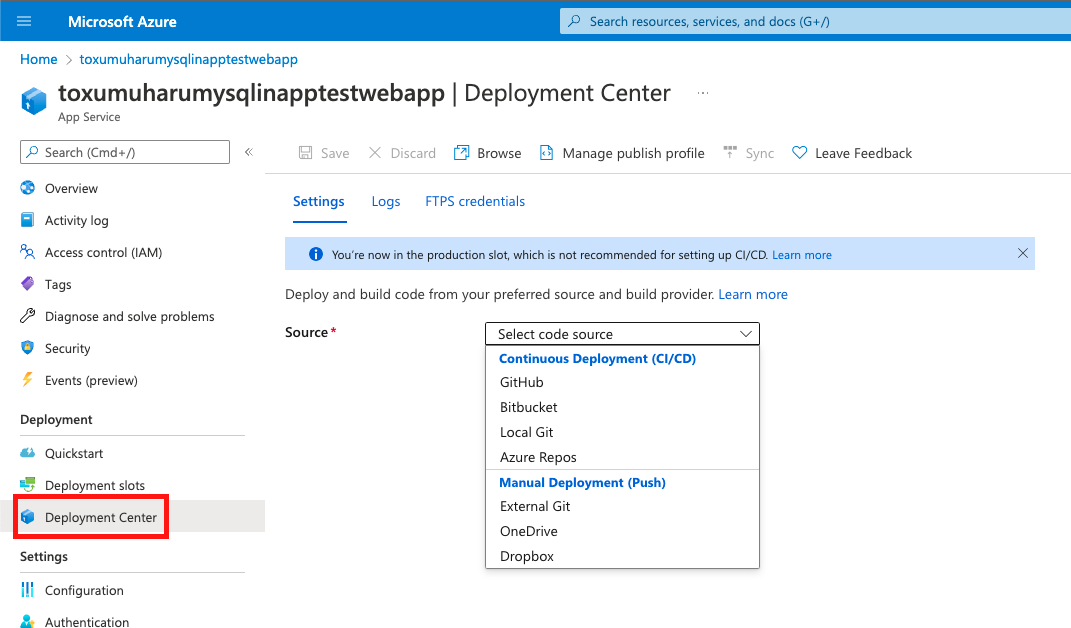 Microsoft Azure
Search resources, services, and docs (G+/)
Home > toxumuharumysqlinapptestwebapp
toxumuharumysqlinapptestwebapp | Deployment Center ...
App Service
Search (Cmd+/)
«
Save
Discard
Browse
Manage publish profile
Sync
Leave Feedback
Overview
Activity log
Access control (IAM)
Tags
Diagnose and solve problems
Security
Events (preview)
Deployment
Quickstart
Deployment slots
Deployment Center
Settings
Configuration
Authentication
Settings
Logs
FTPS credentials
You're now in the production slot, which is not recommended for setting up CI/CD. Learn more
Deploy and build code from your preferred source and build provider. Learn more
Source*
Select code source
Continuous Deployment (CI/CD)
GitHub
Bitbucket
Local Git
Azure Repos
Manual Deployment (Push)
External Git
OneDrive
Dropbox